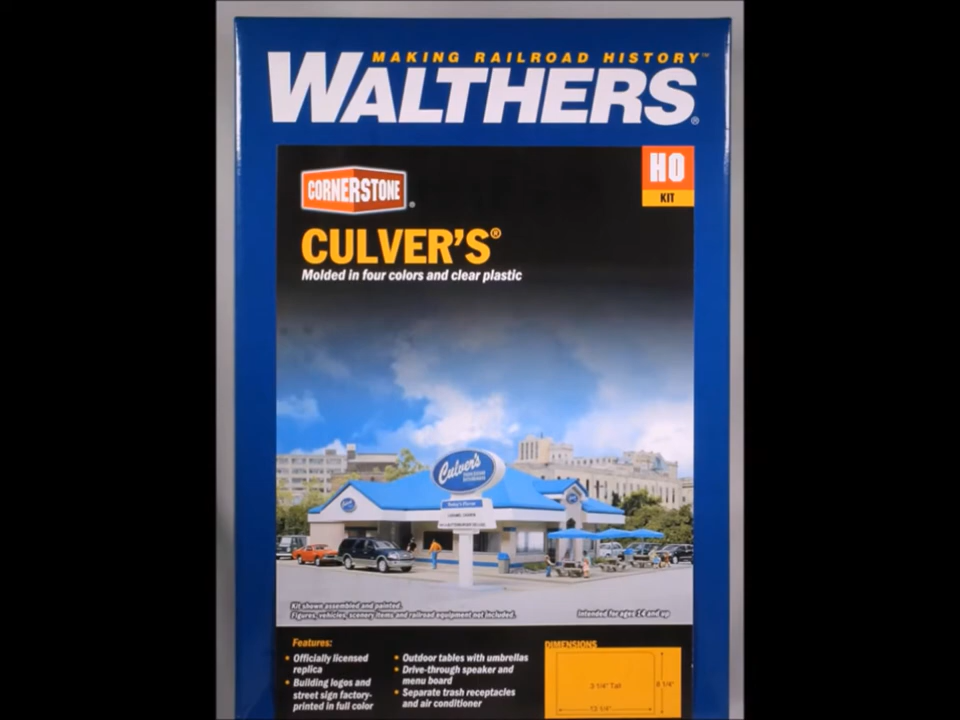 MAKING RAILROAD HISTORY™
WALTHERS®
HO
KIT
CORNERSTONE®
CULVER'S®
Molded in four colors and clear plastic
Culver's
Kit shown assembled and painted.
Figures, vehicles, scenery items and railroad equipment not included.
Intended for ages 14 and up
Features:
• Officially licensed
replica
• Building logos and
street sign factory-
printed in full color
• Outdoor tables with umbrellas
• Drive-through speaker and
menu board
• Separate trash receptacles
and air conditioner
DIMENSIONS
3 1/4" Tall
8 1/4"
13 1/4"